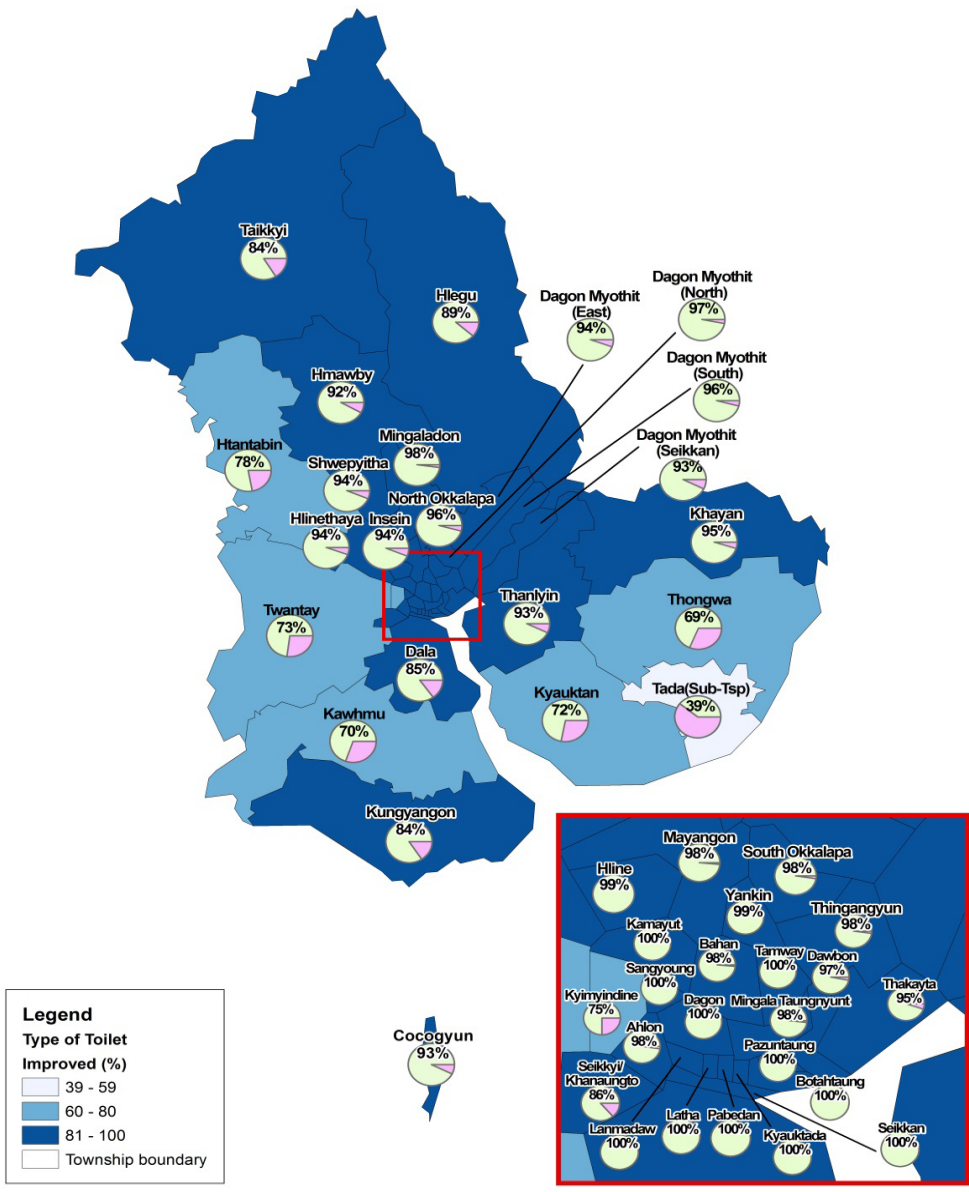 Taikkyi
84%
Hlegu
89%
Dagon Myothit
(East)
94%
Dagon Myothit
(North)
97%
Dagon Myothit
(South)
96%
Dagon Myothit
(Seikkan)
93%
Hmawby
92%
Mingaladon
98%
Htantabin
78%
Shwepyitha
94%
North Okkalapa
96%
Hlinethaya
94%
Insein
94%
Khayan
95%
Twantay
73%
Thanlyin
93%
Thongwa
69%
Dala
85%
Tada(Sub-Tsp)
39%
Kyauktan
72%
Kawhmu
70%
Kungyangon
84%
Cocogyun
93%
Mayangon
98%
South Okkalapa
98%
Hline
99%
Yankin
99%
Thingangyun
98%
Kamayut
100%
Bahan
98%
Tamway
100%
Dawbon
97%
Sangyoung
100%
Thakayta
95%
Kyimyindine
75%
Dagon
100%
Mingala Taungnyunt
98%
Ahlon
98%
Pazuntaung
100%
Seikkyi/
Khanaungto
86%
Botahtaung
100%
Lanmadaw
100%
Latha
100%
Pabedan
100%
Kyauktada
100%
Seikkan
100%
Legend
Type of Toilet
Improved (%)
39 - 59
60 - 80
81 - 100
Township boundary